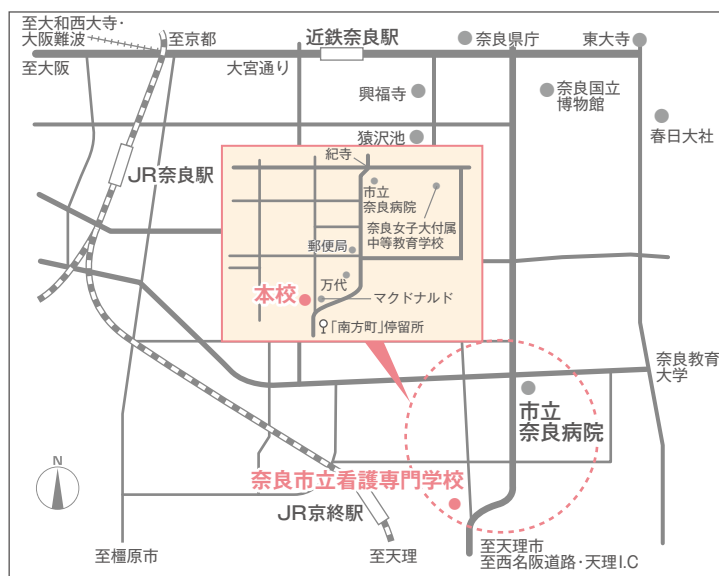 至大和西大寺・
大阪難波
至京都
近鉄奈良駅
奈良県庁
東大寺
至大阪
大宮通り
興福寺
奈良国立
博物館
猿沢池
春日大社
JR奈良駅
紀寺
市立
奈良病院
奈良女子大付属
中等教育学校
郵便局
万代
本校
マクドナルド
「南方町」停留所
奈良教育
大学
市立
奈良病院
N
奈良市立看護専門学校
JR京終駅
至橿原市
至天理
至天理市
至西名阪道路・天理I.C